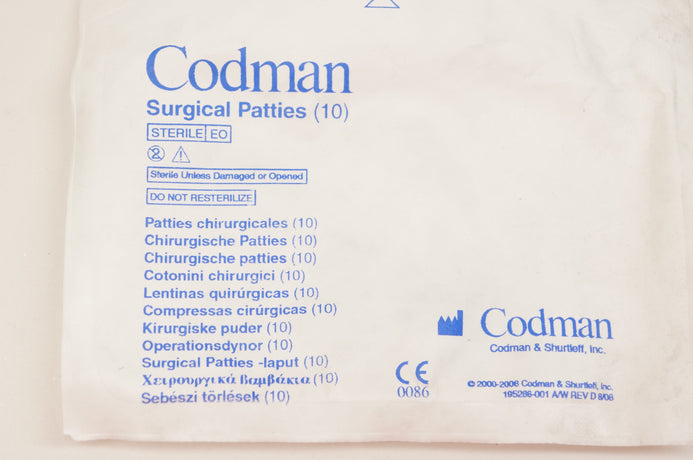 Codman
Surgical Patties (10)
STERILE EO
Sterile Unless Damaged or Opened
DO NOT RESTERILIZE
Patties chirurgicales (10)
Chirurgische Patties (10)
Chirurgische patties (10)
Cotonini chirurgici (10)
Lentinas quirúrgicas (10)
Compressas cirúrgicas (10)
Kirurgiske puder (10)
Operationsdynor (10)
Surgical Patties -laput (10)
Χειρουργικά Βαμβάκια (10)
Sebészi törlések (10)
Codman
Codman & Shurtleff, Inc.
CE
0086
© 2000-2006 Codman & Shurtleff, Inc.
195286-001 A/W REV D 8/06